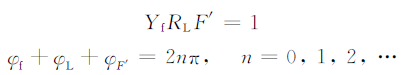 Y_f R_L F′ = 1
φ_f + φ_L + φ_F′ = 2nπ, n = 0, 1, 2, …